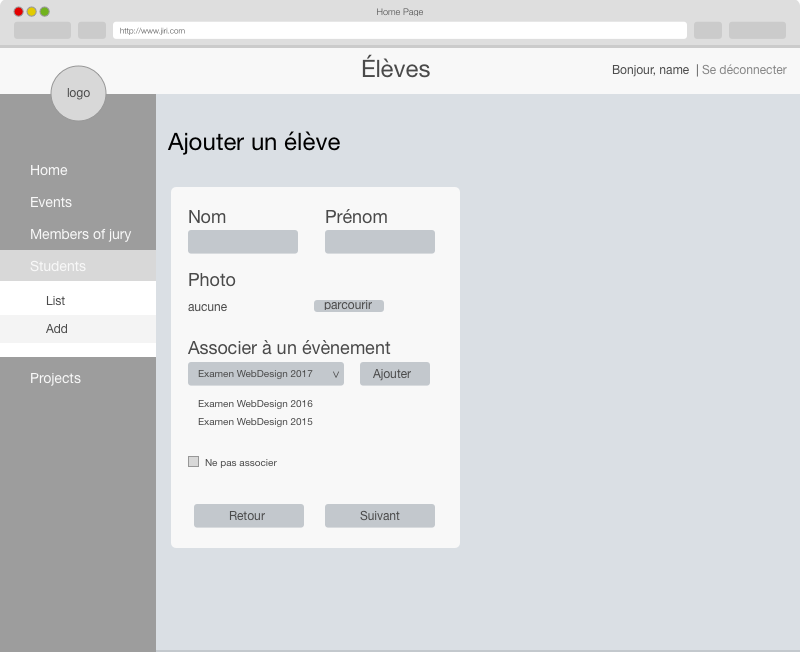 Home Page
http://www.jiri.com
Élèves
Bonjour, name | Se déconnecter
logo
Home
Events
Members of jury
Students
List
Add
Projects
Ajouter un élève
Nom Prénom
Photo
aucune parcourir
Associer à un évènement
Examen WebDesign 2017 v Ajouter
Examen WebDesign 2016
Examen WebDesign 2015
Ne pas associer
Retour Suivant